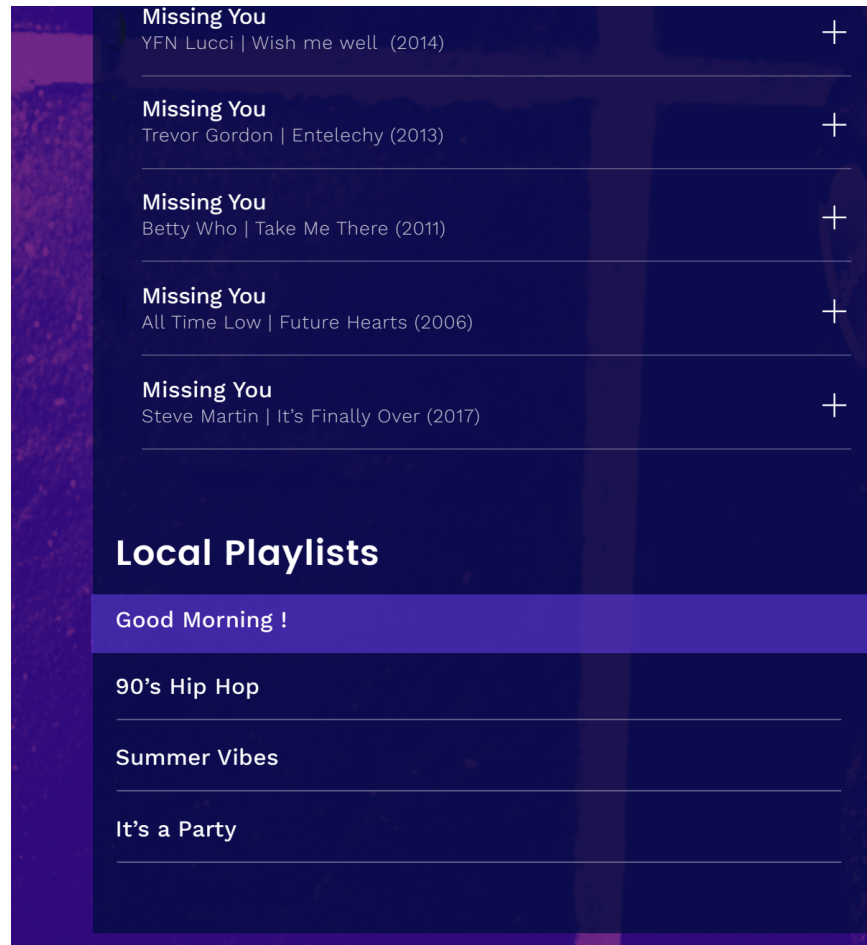 Missing You
YFN Lucci | Wish me well  (2014)
Missing You
Trevor Gordon | Entelechy (2013)
Missing You
Betty Who | Take Me There (2011)
Missing You
All Time Low | Future Hearts (2006)
Missing You
Steve Martin | It’s Finally Over (2017)
Local Playlists
Good Morning !
90’s Hip Hop
Summer Vibes
It’s a Party